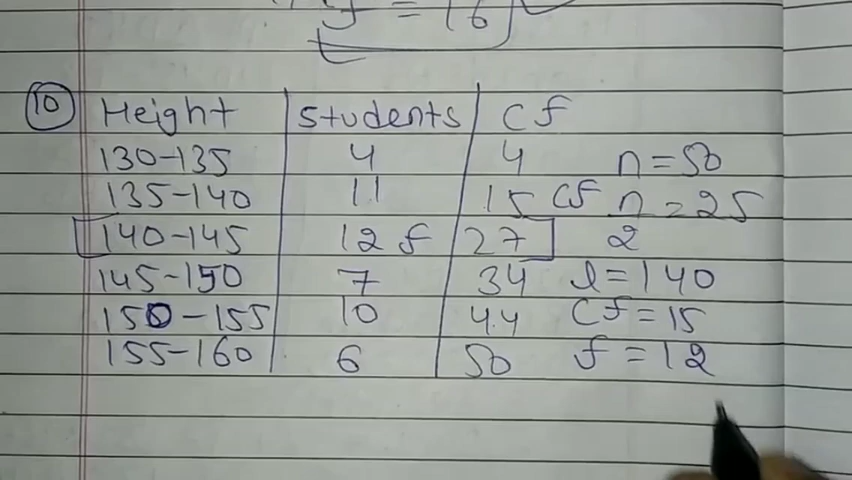 f = 16
10 Height Students cf
130-135 4 4 n=50
135-140 11 15 cf n/2 = 25
140-145 12 f 27
145-150 7 34 l=140
150-155 10 44 Cf=15
155-160 6 50 f=12